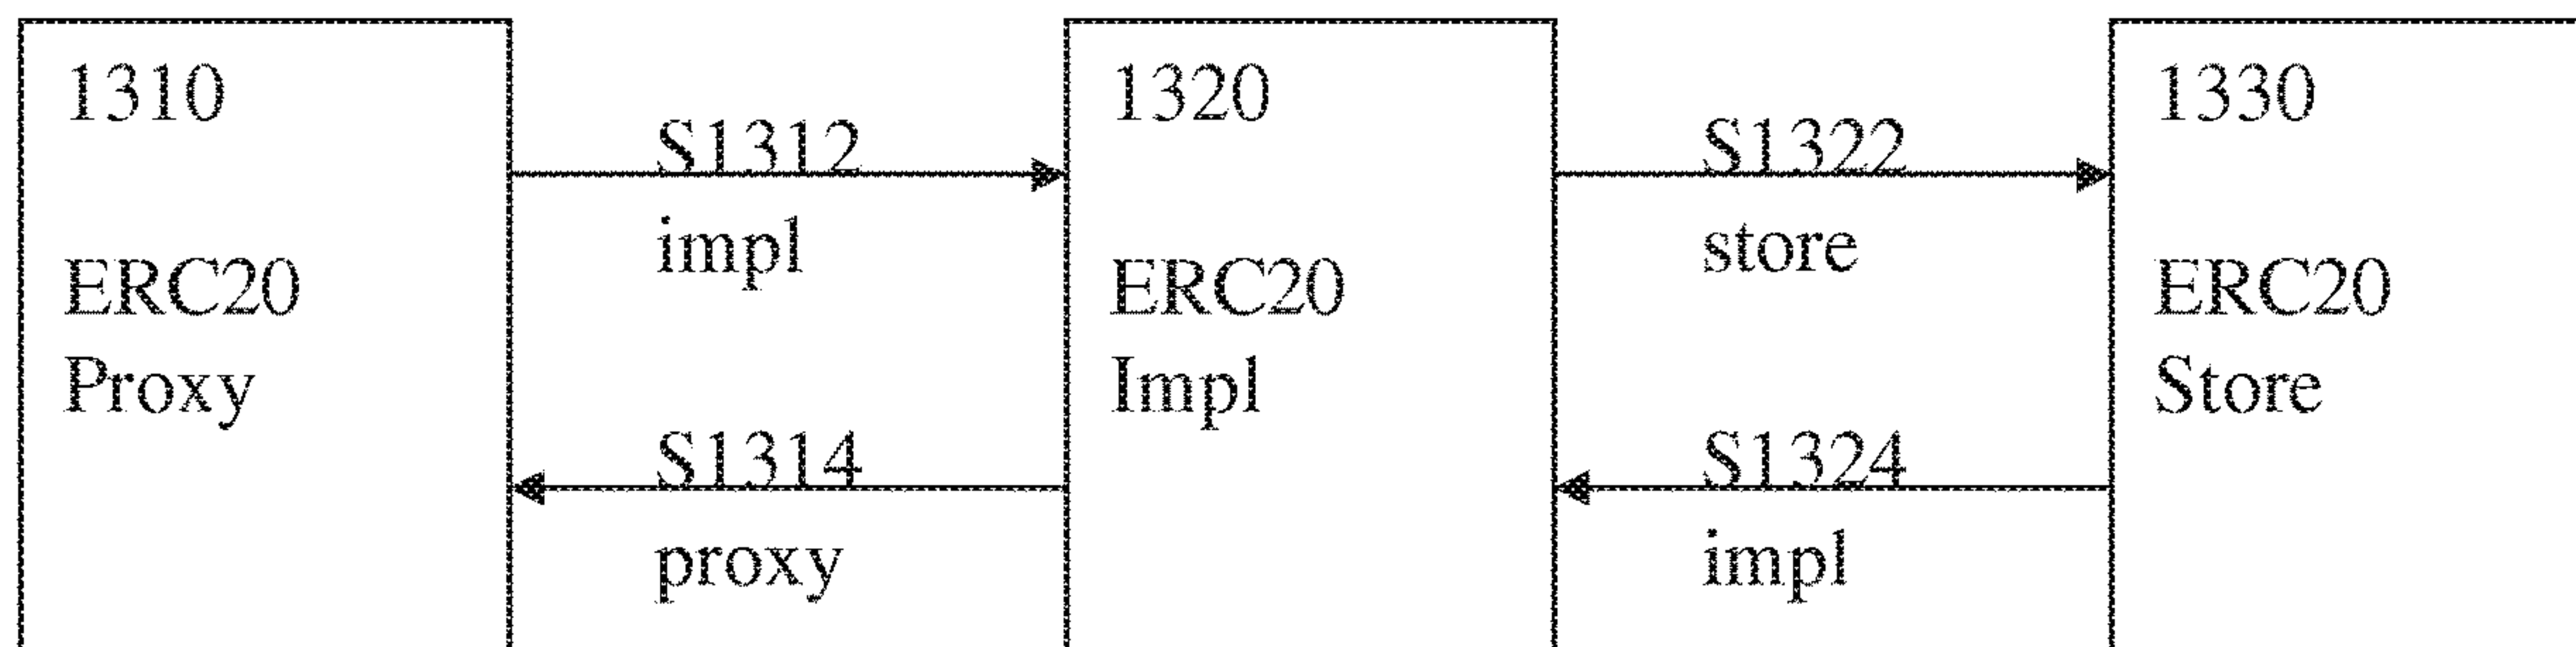 1310
ERC20
Proxy
S1312
impl
S1314
proxy
1320
ERC20
Impl
S1322
store
S1324
impl
1330
ERC20
Store